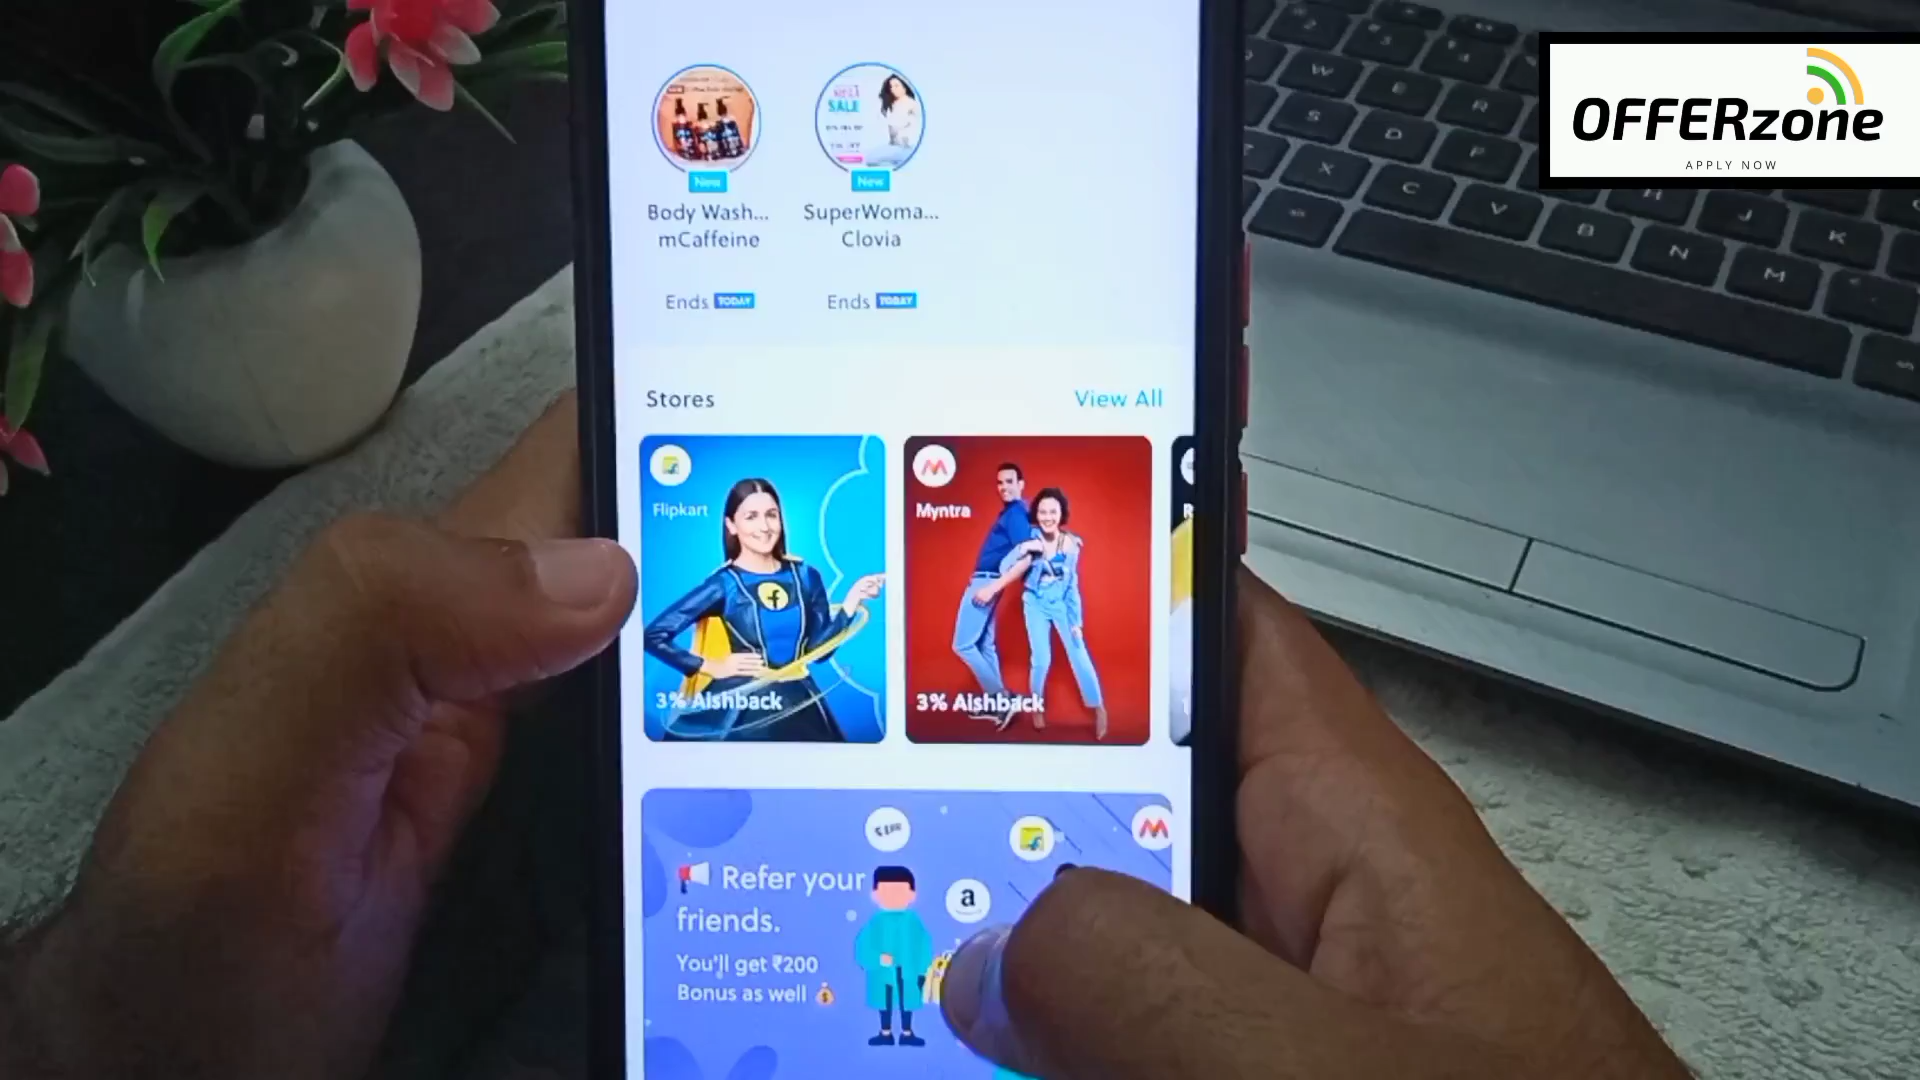 OFFERzone
APPLY NOW
SALE
New
New
Body Wash...
SuperWoma...
mCaffeine
Clovia
Ends TODAY
Ends TODAY
Stores
View All
Flipkart
Myntra
3% Aishback
3% Aishback
Refer your
friends.
You'll get ₹200
Bonus as well
a
W
E
R
S
D
F
X
C
V
B
N
M
H
J
K